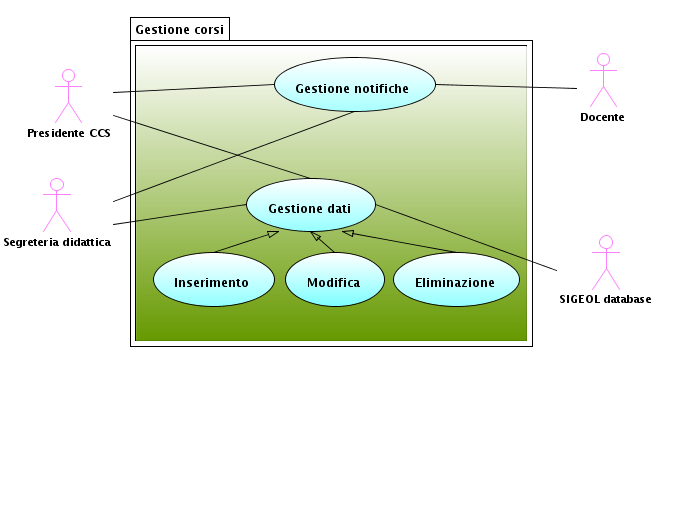 Gestione corsi
Gestione notifiche
Presidente CCS
Docente
Gestione dati
Segreteria didattica
Inserimento
Modifica
Eliminazione
SIGEOL database